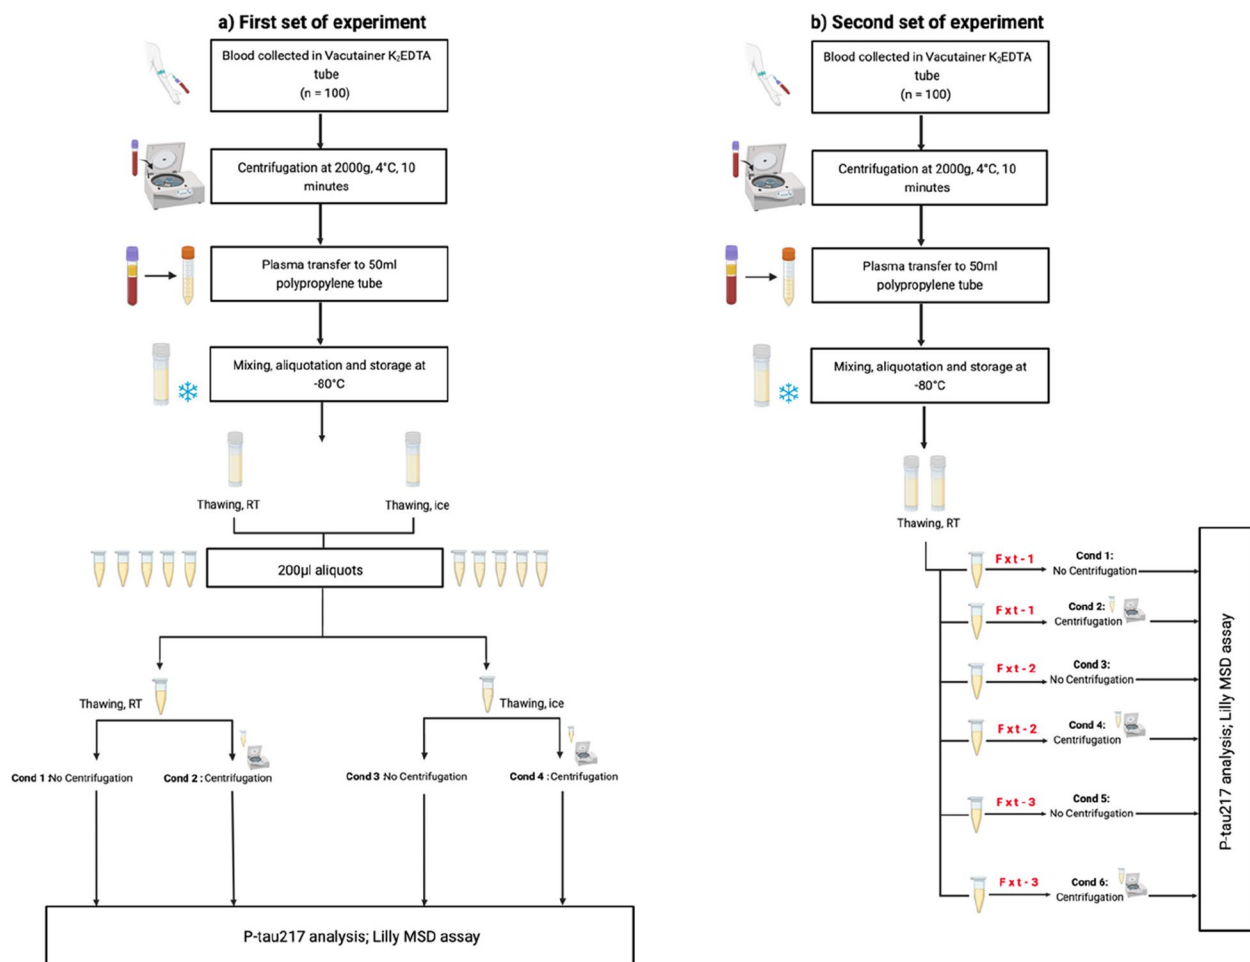 a) First set of experiment
Blood collected in Vacutainer K₂EDTA
tube
(n = 100)
Centrifugation at 2000g, 4°C, 10
minutes
Plasma transfer to 50ml
polypropylene tube
Mixing, aliquotation and storage at
-80°C
Thawing, RT
Thawing, ice
200µl aliquots
Thawing, RT
Thawing, ice
Cond 1:No Centrifugation
Cond 2 : Centrifugation
Cond 3 :No Centrifugation
Cond 4 : Centrifugation
P-tau217 analysis; Lilly MSD assay
b) Second set of experiment
Blood collected in Vacutainer K₂EDTA
tube
(n = 100)
Centrifugation at 2000g, 4°C, 10
minutes
Plasma transfer to 50ml
polypropylene tube
Mixing, aliquotation and storage at
-80°C
Thawing, RT
Fxt-1
Cond 1:
No Centrifugation
Fxt-1
Cond 2:
Centrifugation
Fxt-2
Cond 3:
No Centrifugation
Fxt-2
Cond 4:
Centrifugation
Fxt-3
Cond 5:
No Centrifugation
Fxt-3
Cond 6:
Centrifugation
P-tau217 analysis; Lilly MSD assay